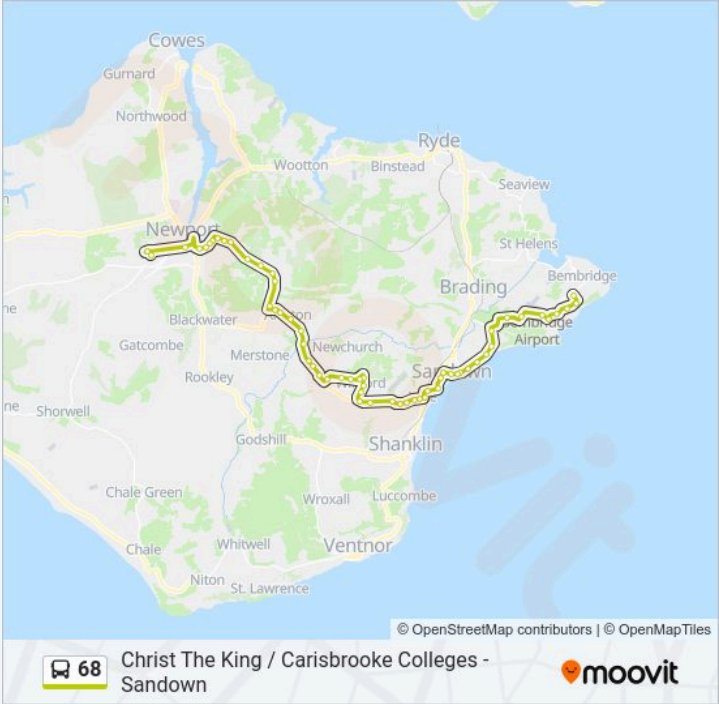 Cowes
Gurnard
Northwood
Ryde
Wootton
Binstead
Seaview
Newport
St Helens
Bembridge
Brading
Blackwater
Airport
Gatcombe
Newchurch
Merstone
Rookley
Shorwell
Godshill
Shanklin
Chale Green
Wroxall
Luccombe
Whitwell
Ventnor
Chale
Niton
St. Lawrence
© OpenStreetMap contributors | © OpenMapTiles
68
Christ The King / Carisbrooke Colleges -
Sandown
moovit